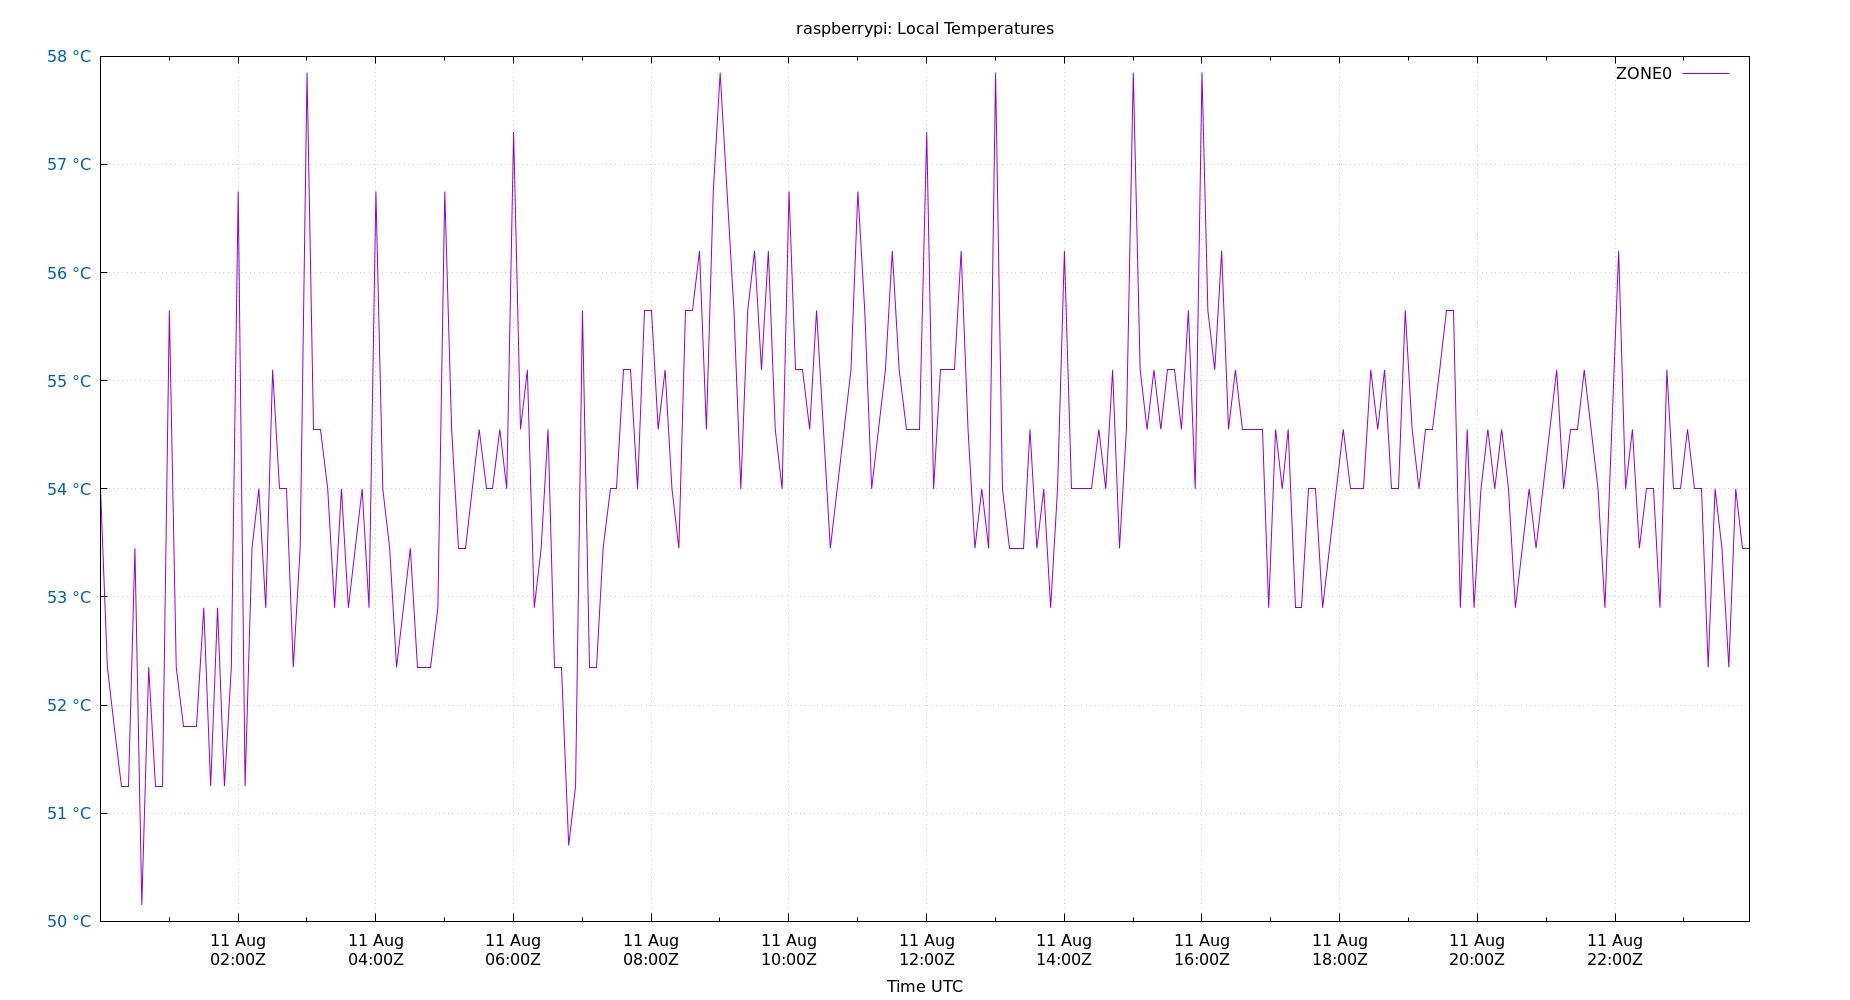 raspberrypi: Local Temperatures
58 °C
ZONE0
57 °C
56 °C
55 °C
54 °C
53 °C
52 °C
51 °C
50 °C
11 Aug 11 Aug 11 Aug 11 Aug 11 Aug 11 Aug 11 Aug 11 Aug 11 Aug 11 Aug 11 Aug
02:00Z 04:00Z 06:00Z 08:00Z 10:00Z 12:00Z 14:00Z 16:00Z 18:00Z 20:00Z 22:00Z
Time UTC